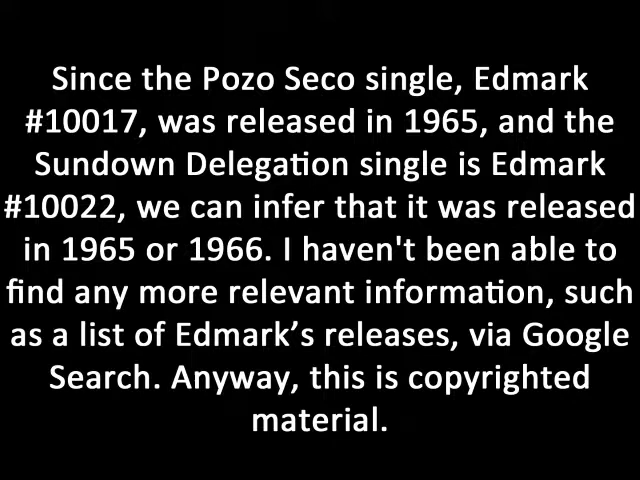 Since the Pozo Seco single, Edmark
#10017, was released in 1965, and the
Sundown Delegation single is Edmark
#10022, we can infer that it was released
in 1965 or 1966. I haven't been able to
find any more relevant information, such
as a list of Edmark’s releases, via Google
Search. Anyway, this is copyrighted
material.